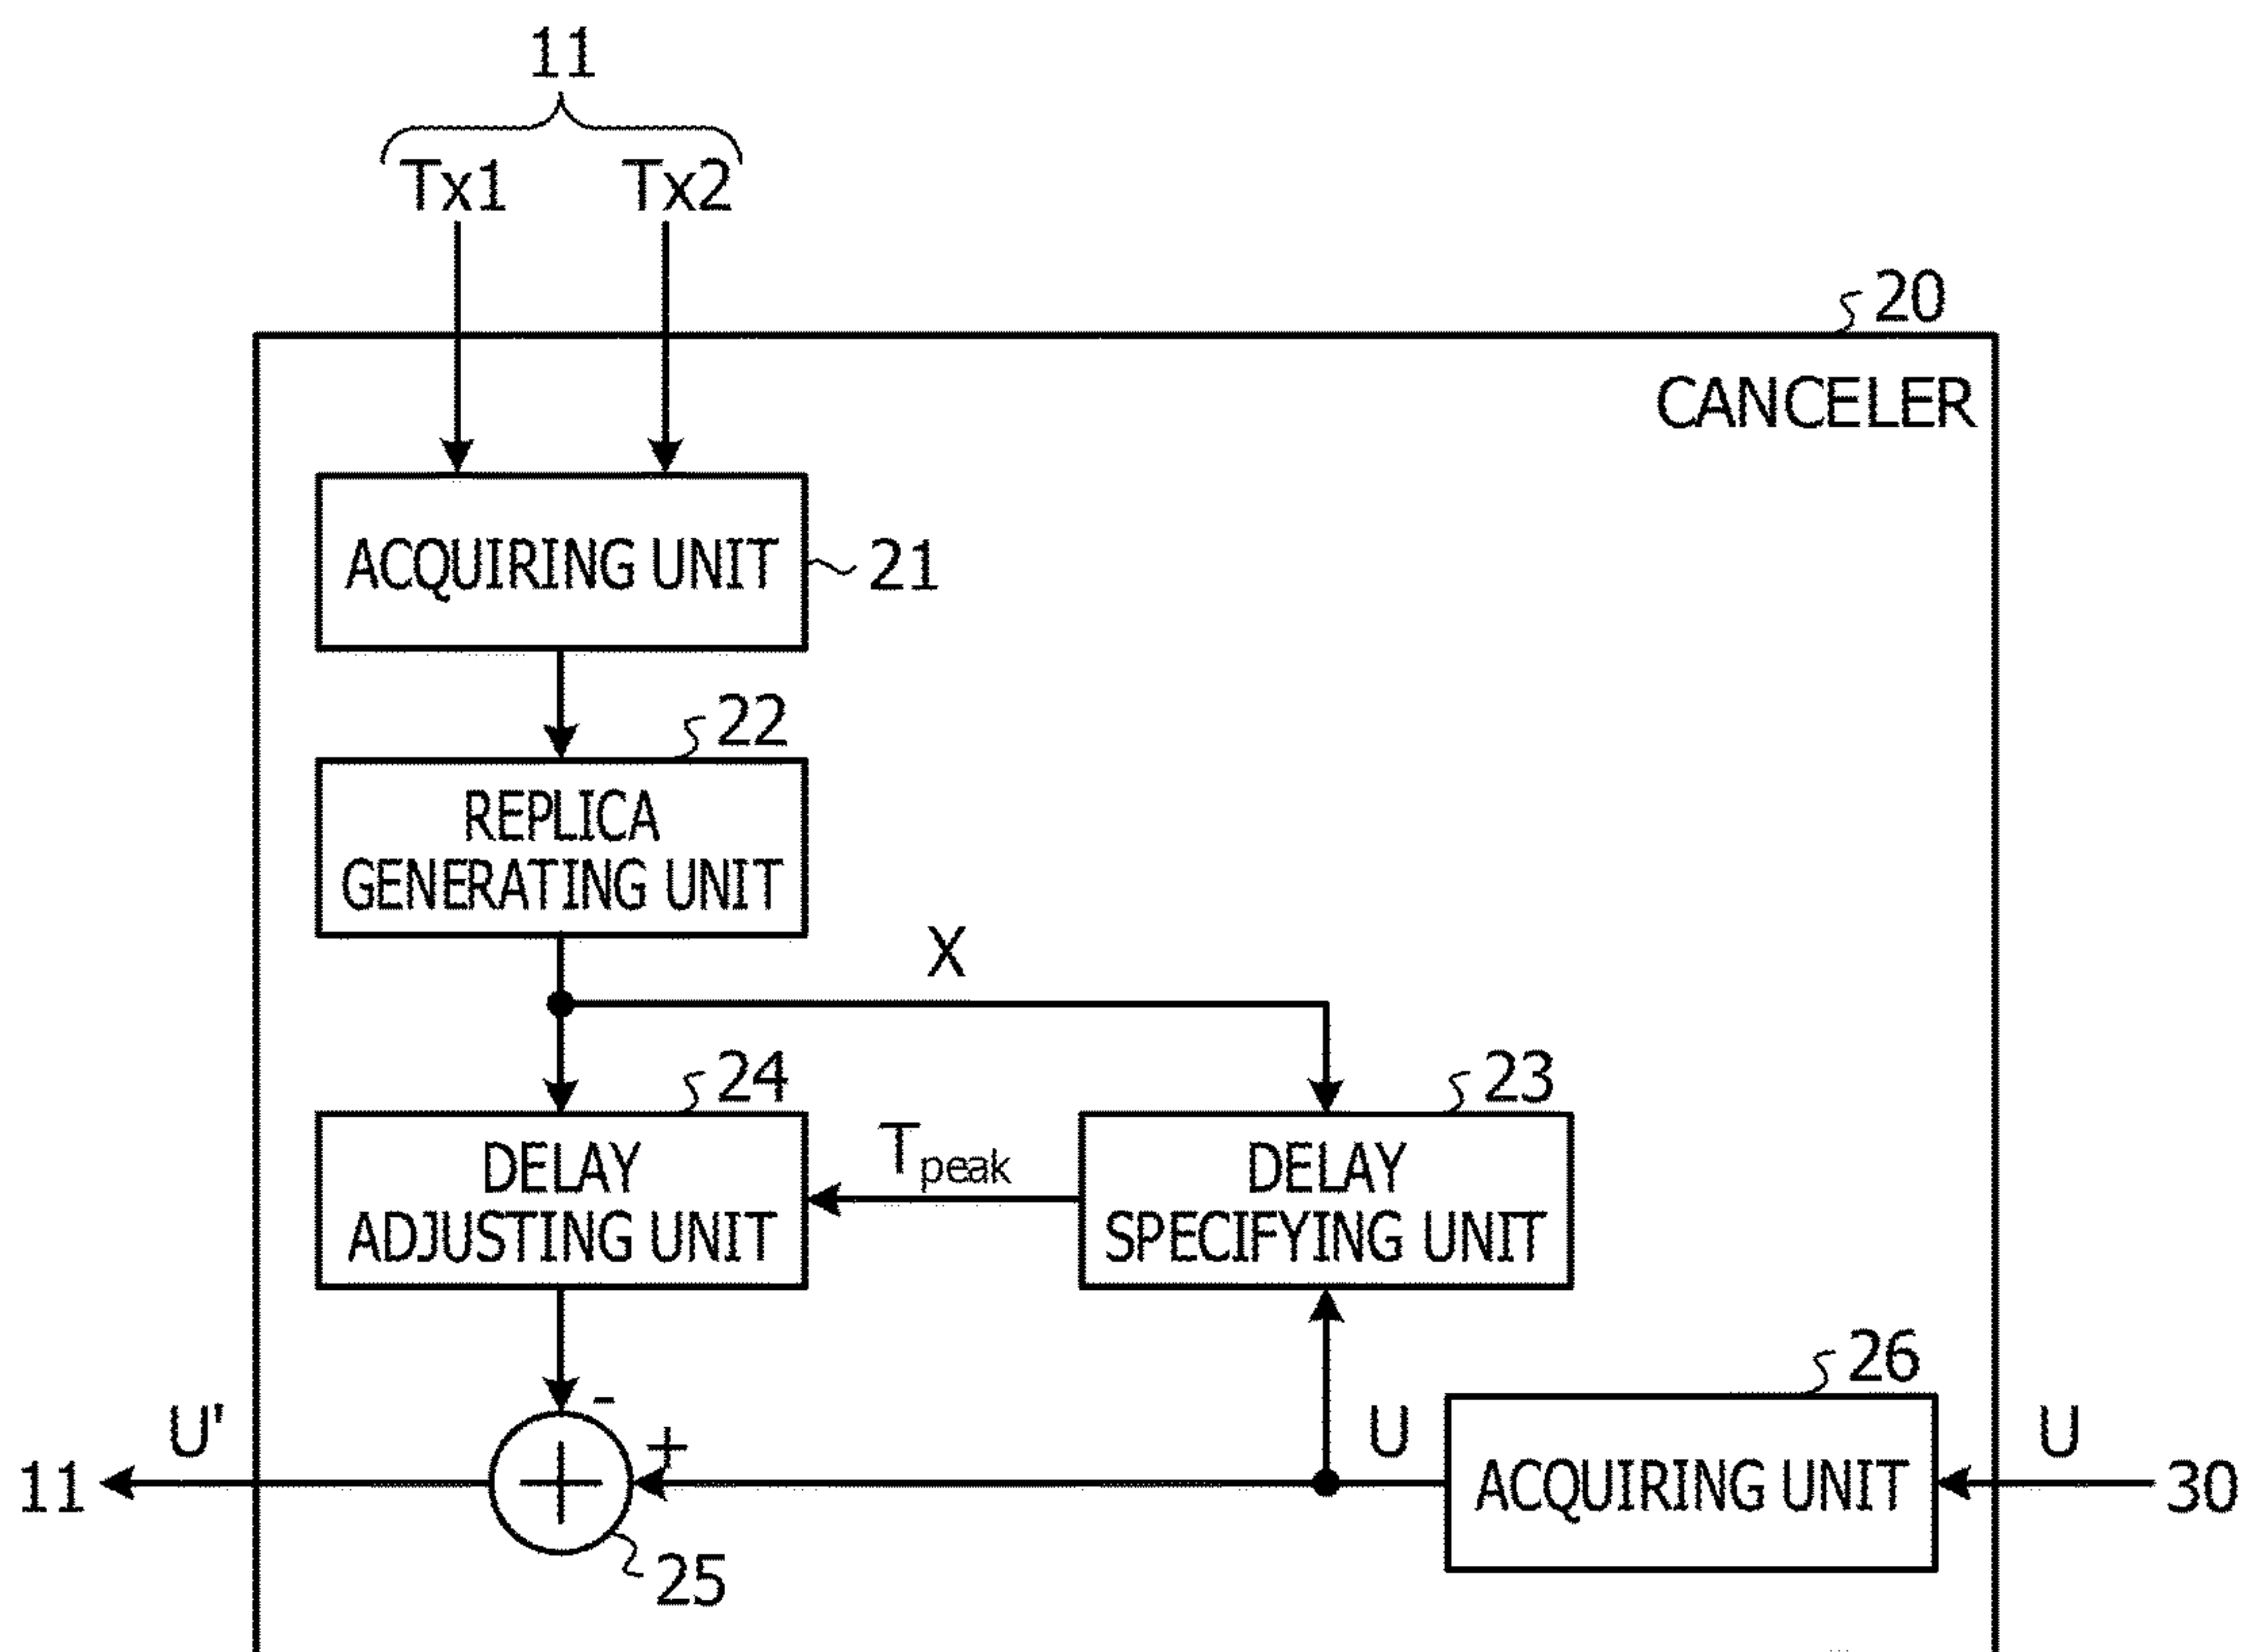 11
Tx1 Tx2
20
CANCELER
ACQUIRING UNIT
21
22
REPLICA
GENERATING UNIT
X
24
23
DELAY
ADJUSTING UNIT
Tpeak
DELAY
SPECIFYING UNIT
26
-
+
U'
U
U
11
ACQUIRING UNIT
30
25